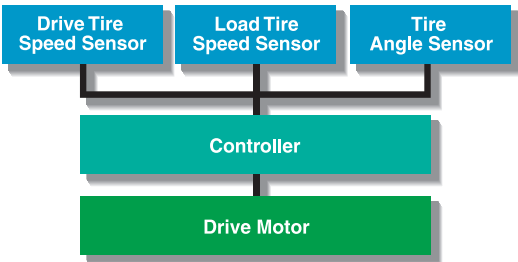 Drive Tire
Speed Sensor
Load Tire
Speed Sensor
Tire
Angle Sensor
Controller
Drive Motor